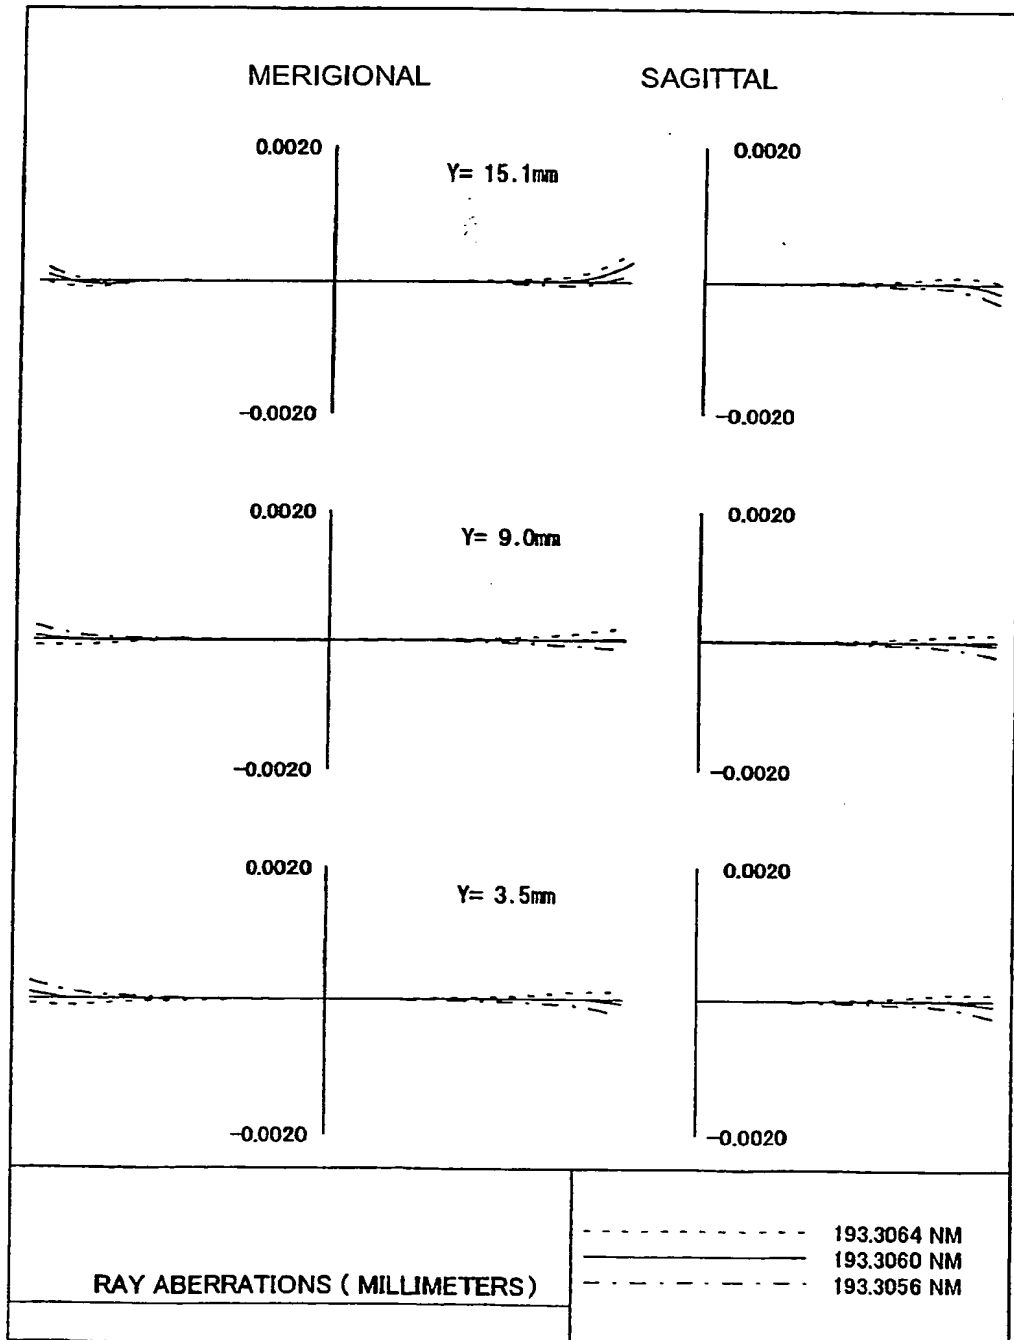 MERIGIONAL SAGITTAL
0.0020 0.0020
Y= 15.1mm
-0.0020 -0.0020
0.0020 0.0020
Y= 9.0mm
-0.0020 -0.0020
0.0020 0.0020
Y= 3.5mm
-0.0020 -0.0020
193.3064 NM
193.3060 NM
RAY ABERRATIONS ( MILLIMETERS)
193.3056 NM